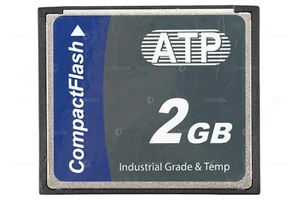 CompactFlash
ATP
2GB
Industrial Grade & Temp